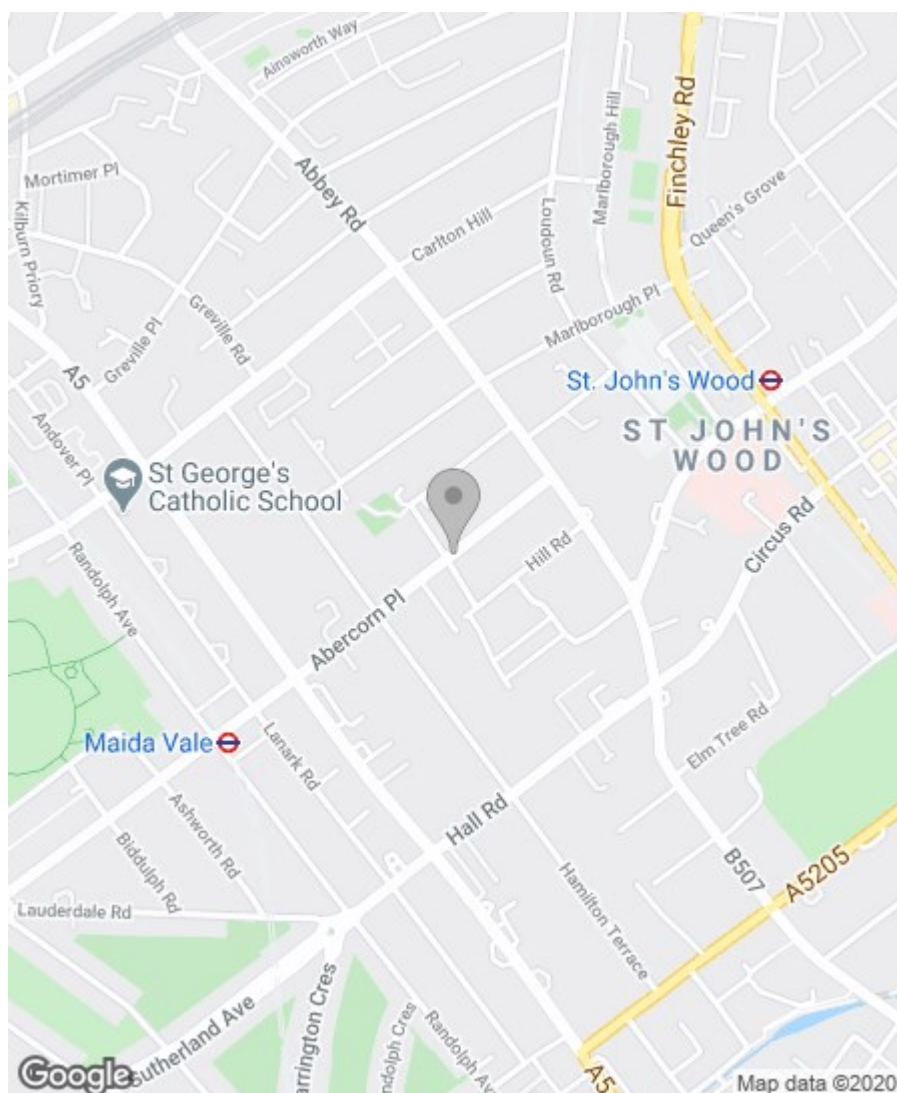 Ainsworth Way
Finchley Rd
Marlborough Hill
Abbey Rd
Mortimer Pl
Queen's Grove
Kilburn Priory
Carlton Hill
Loudoun Rd
Greville Rd
Marlborough Pl
Greville Pl
A5
St. John's Wood
Andover Pl
ST JOHN'S
WOOD
St George's
Catholic School
Circus Rd
Hill Rd
Randolph Ave
Abercorn Pl
Maida Vale
Lanark Rd
Elm Tree Rd
Ashworth Rd
Hall Rd
Biddulph Rd
B507
A5205
Lauderdale Rd
Hamilton Terrace
Sutherland Ave
arrington Cres
Randolph Cres
Randolph Ave
A5
Google
Map data ©2020